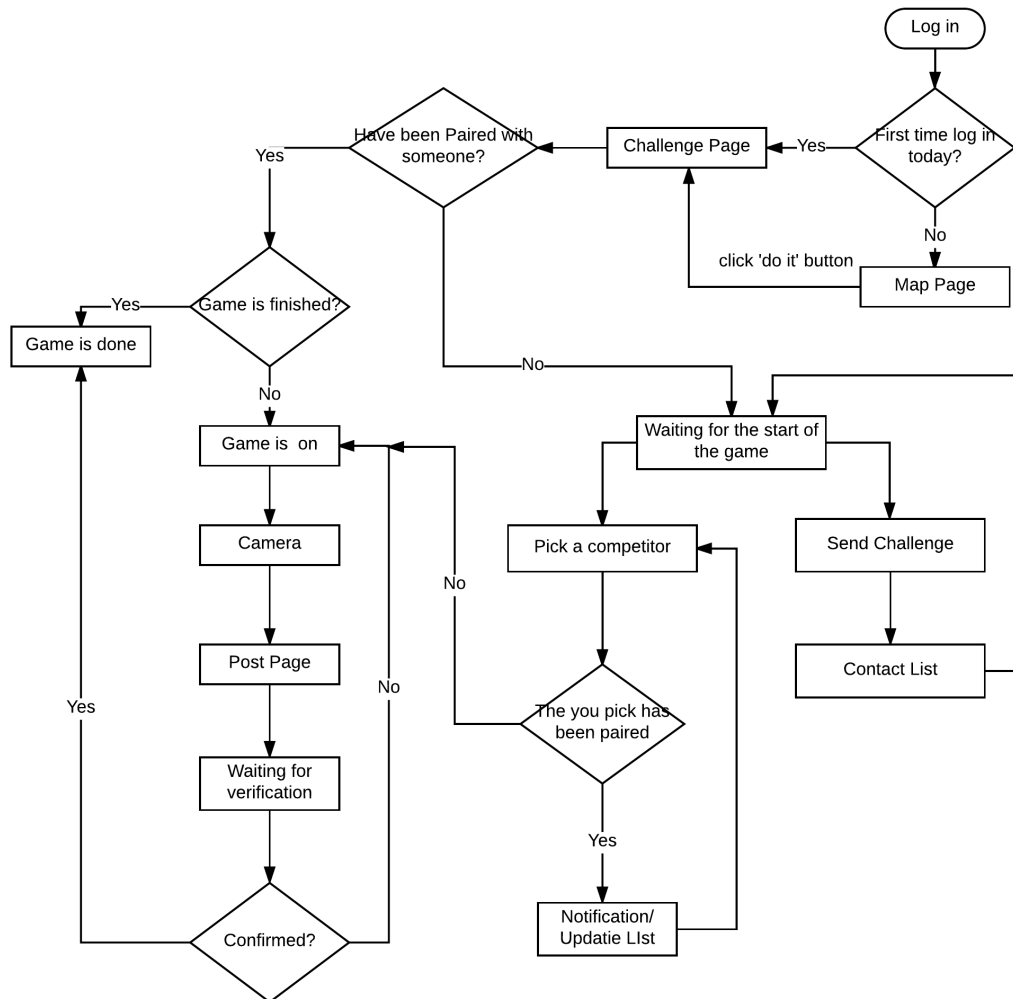 Log in
Have been Paired with
someone?
Challenge Page
Yes
First time log in
today?
Yes
No
click 'do it' button
Map Page
Yes
Game is finished?
Game is done
No
No
Game is  on
Waiting for the start of
the game
Camera
Pick a competitor
Send Challenge
No
Post Page
Contact List
No
Yes
The you pick has
been paired
Waiting for
verification
Yes
Notification/
Updatie LIst
Confirmed?